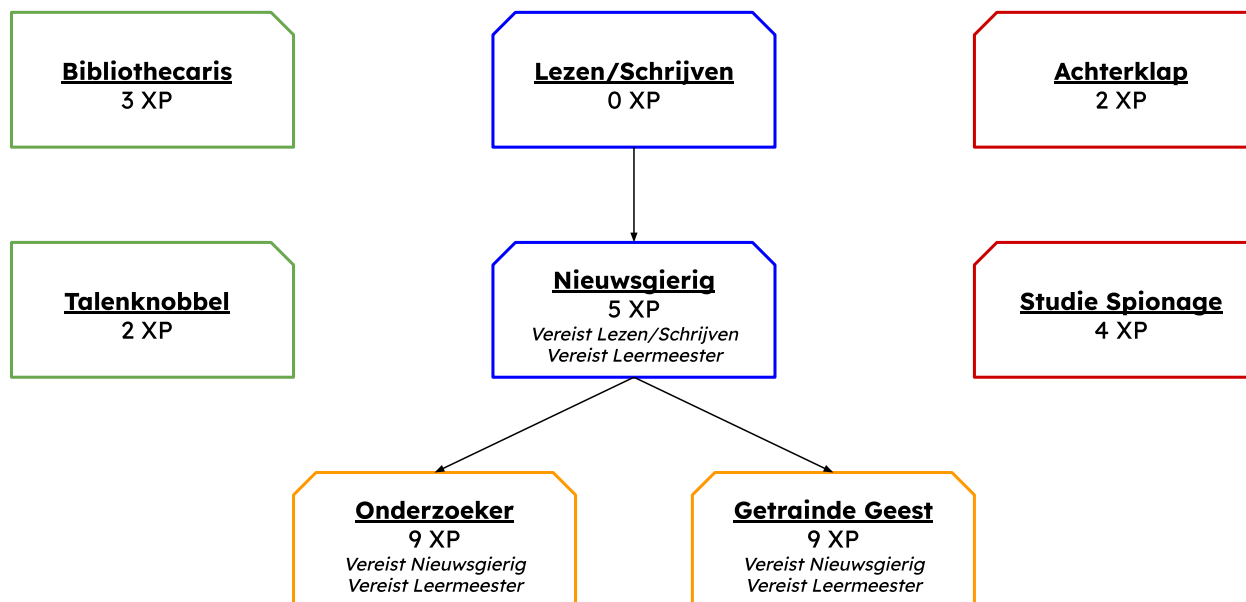 Bibliothecaris
3 XP
Lezen/Schrijven
0 XP
Achterklap
2 XP
Talenknobbel
2 XP
Nieuwsgierig
5 XP
Vereist Lezen/Schrijven
Vereist Leermeester
Studie Spionage
4 XP
Onderzoeker
9 XP
Vereist Nieuwsgierig
Vereist Leermeester
Getrainde Geest
9 XP
Vereist Nieuwsgierig
Vereist Leermeester